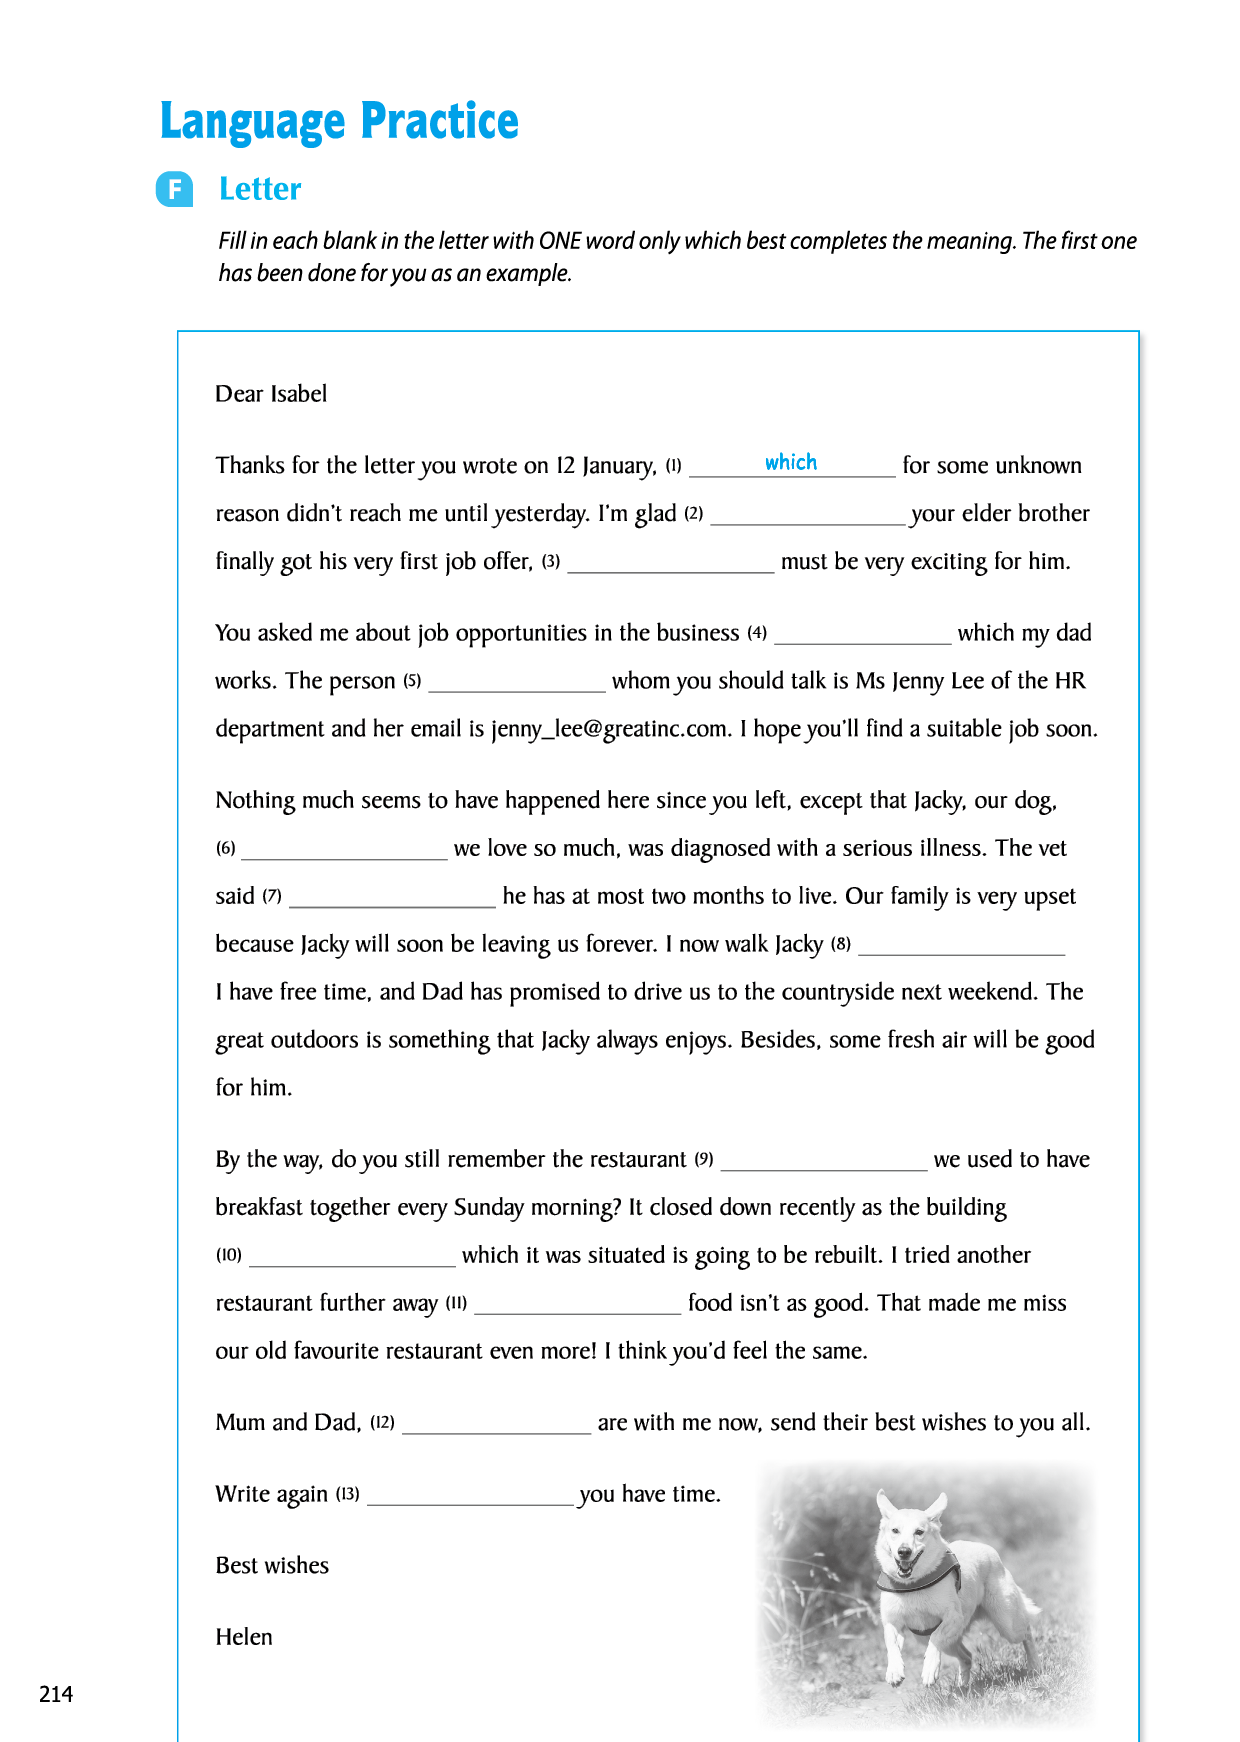 Language Practice
F Letter
Fill in each blank in the letter with ONE word only which best completes the meaning. The first one
has been done for you as an example.
Dear Isabel
Thanks for the letter you wrote on 12 January, (1) which for some unknown
reason didn't reach me until yesterday. I'm glad (2) your elder brother
finally got his very first job offer, (3) must be very exciting for him.
You asked me about job opportunities in the business (4) which my dad
works. The person (5) whom you should talk is Ms Jenny Lee of the HR
department and her email is jenny_lee@greatinc.com. I hope you'll find a suitable job soon.
Nothing much seems to have happened here since you left, except that Jacky, our dog,
(6) we love so much, was diagnosed with a serious illness. The vet
said (7) he has at most two months to live. Our family is very upset
because Jacky will soon be leaving us forever. I now walk Jacky (8)
I have free time, and Dad has promised to drive us to the countryside next weekend. The
great outdoors is something that Jacky always enjoys. Besides, some fresh air will be good
for him.
By the way, do you still remember the restaurant (9) we used to have
breakfast together every Sunday morning? It closed down recently as the building
(10) which it was situated is going to be rebuilt. I tried another
restaurant further away (11) food isn't as good. That made me miss
our old favourite restaurant even more! I think you'd feel the same.
Mum and Dad, (12) are with me now, send their best wishes to you all.
Write again (13) you have time.
Best wishes
Helen
214